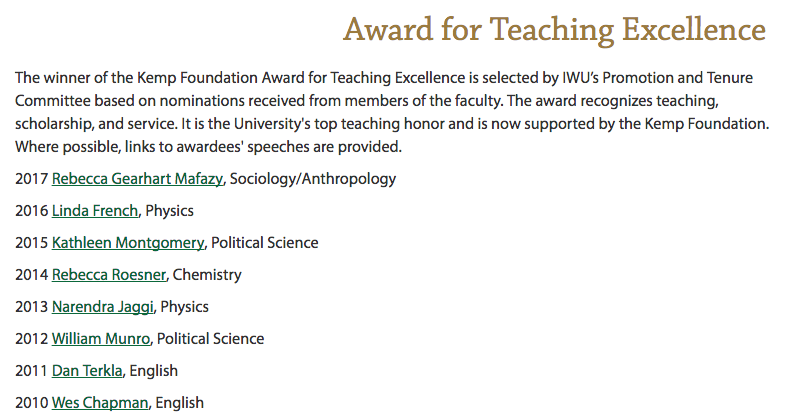 Award for Teaching Excellence
The winner of the Kemp Foundation Award for Teaching Excellence is selected by IWU’s Promotion and Tenure
Committee based on nominations received from members of the faculty. The award recognizes teaching,
scholarship, and service. It is the University's top teaching honor and is now supported by the Kemp Foundation.
Where possible, links to awardees' speeches are provided.
2017 Rebecca Gearhart Mafazy, Sociology/Anthropology
2016 Linda French, Physics
2015 Kathleen Montgomery, Political Science
2014 Rebecca Roesner, Chemistry
2013 Narendra Jaggi, Physics
2012 William Munro, Political Science
2011 Dan Terkla, English
2010 Wes Chapman, English